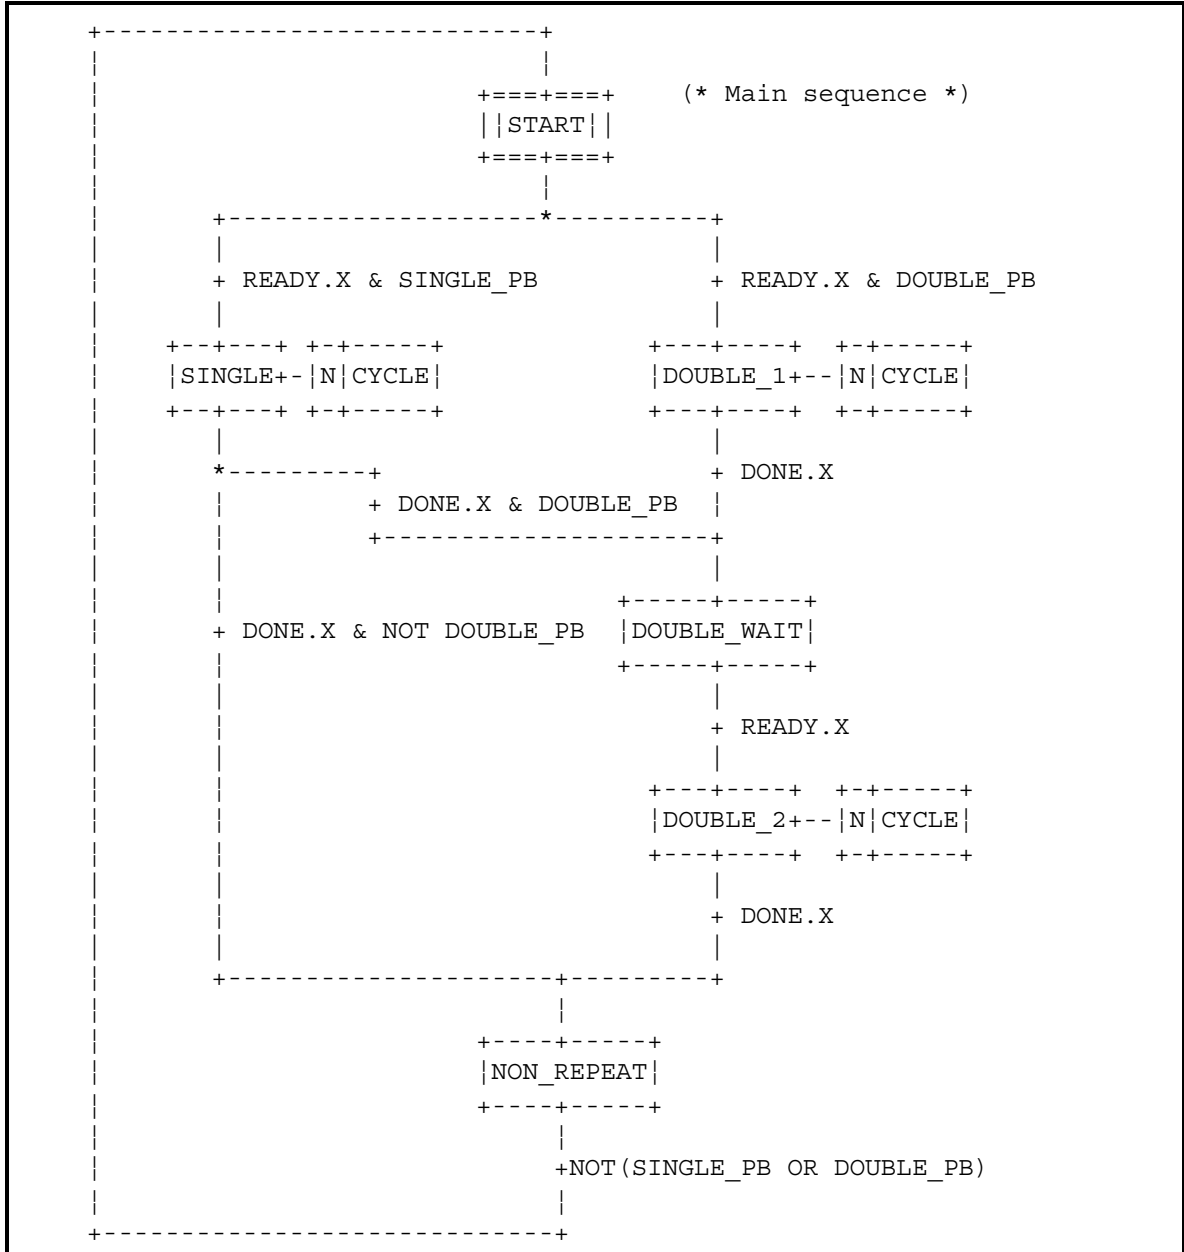 (* Main sequence *)
START
READY.X & SINGLE_PB READY.X & DOUBLE_PB
SINGLE N CYCLE DOUBLE_1 N CYCLE
DONE.X
DONE.X & DOUBLE_PB
DONE.X & NOT DOUBLE_PB DOUBLE_WAIT
READY.X
DOUBLE_2 N CYCLE
DONE.X
NON_REPEAT
NOT(SINGLE_PB OR DOUBLE_PB)